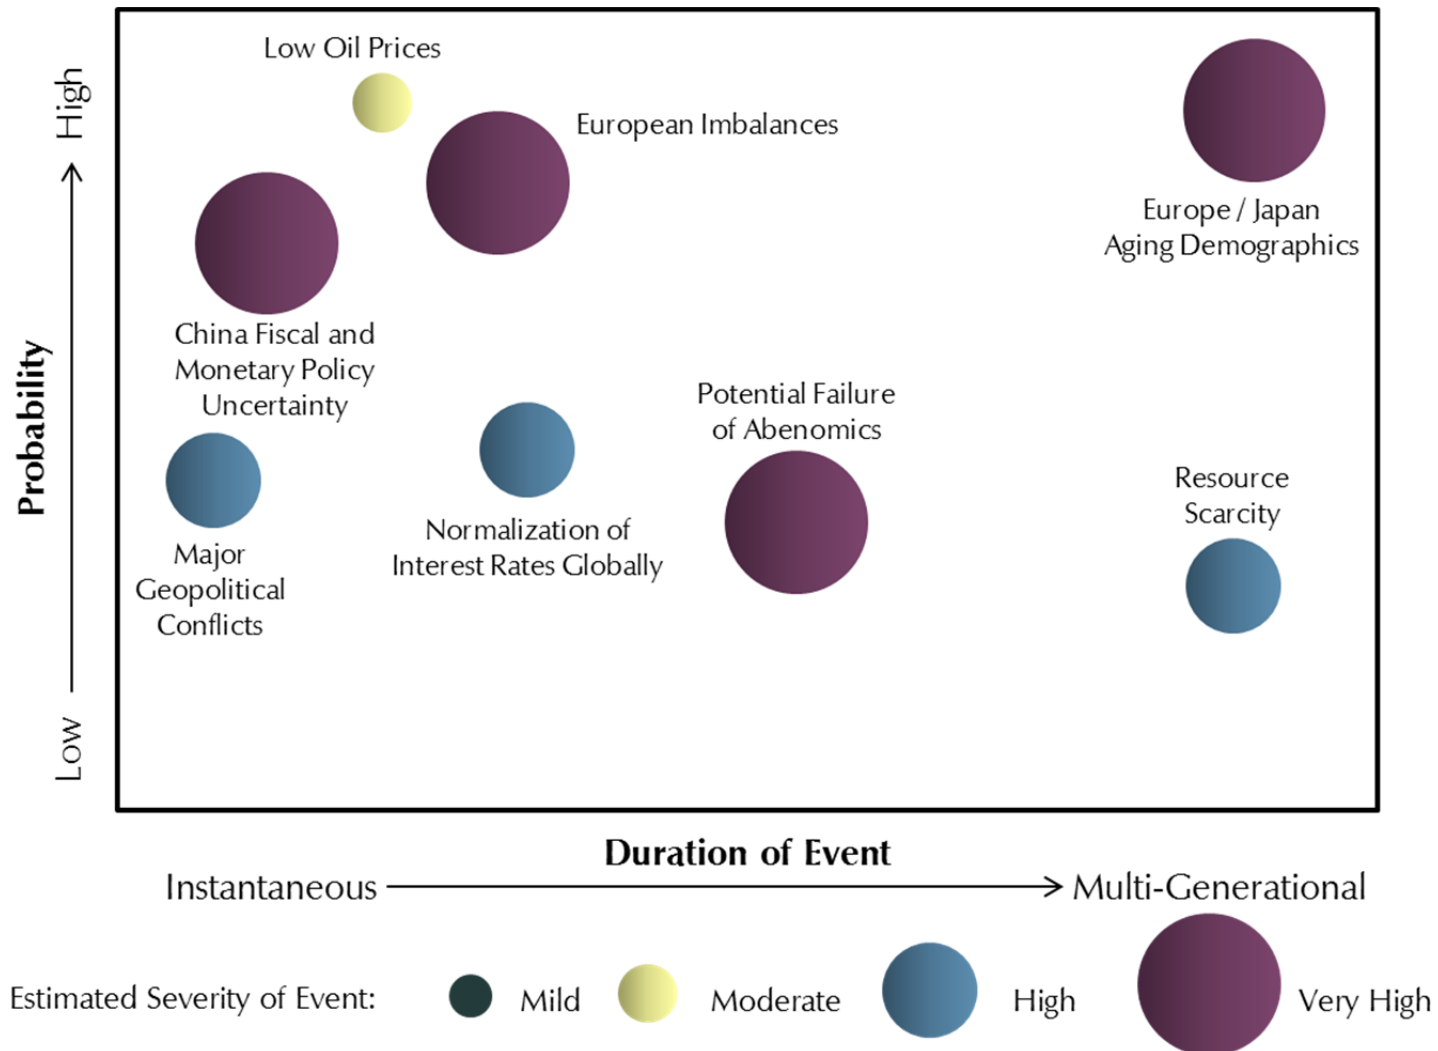 Low Oil Prices
European Imbalances
Europe / Japan
Aging Demographics
China Fiscal and
Monetary Policy
Uncertainty
Potential Failure
of Abenomics
Resource
Scarcity
Normalization of
Interest Rates Globally
Major
Geopolitical
Conflicts
High
Probability
Low
Duration of Event
Instantaneous
Multi-Generational
Estimated Severity of Event:
Mild
Moderate
High
Very High